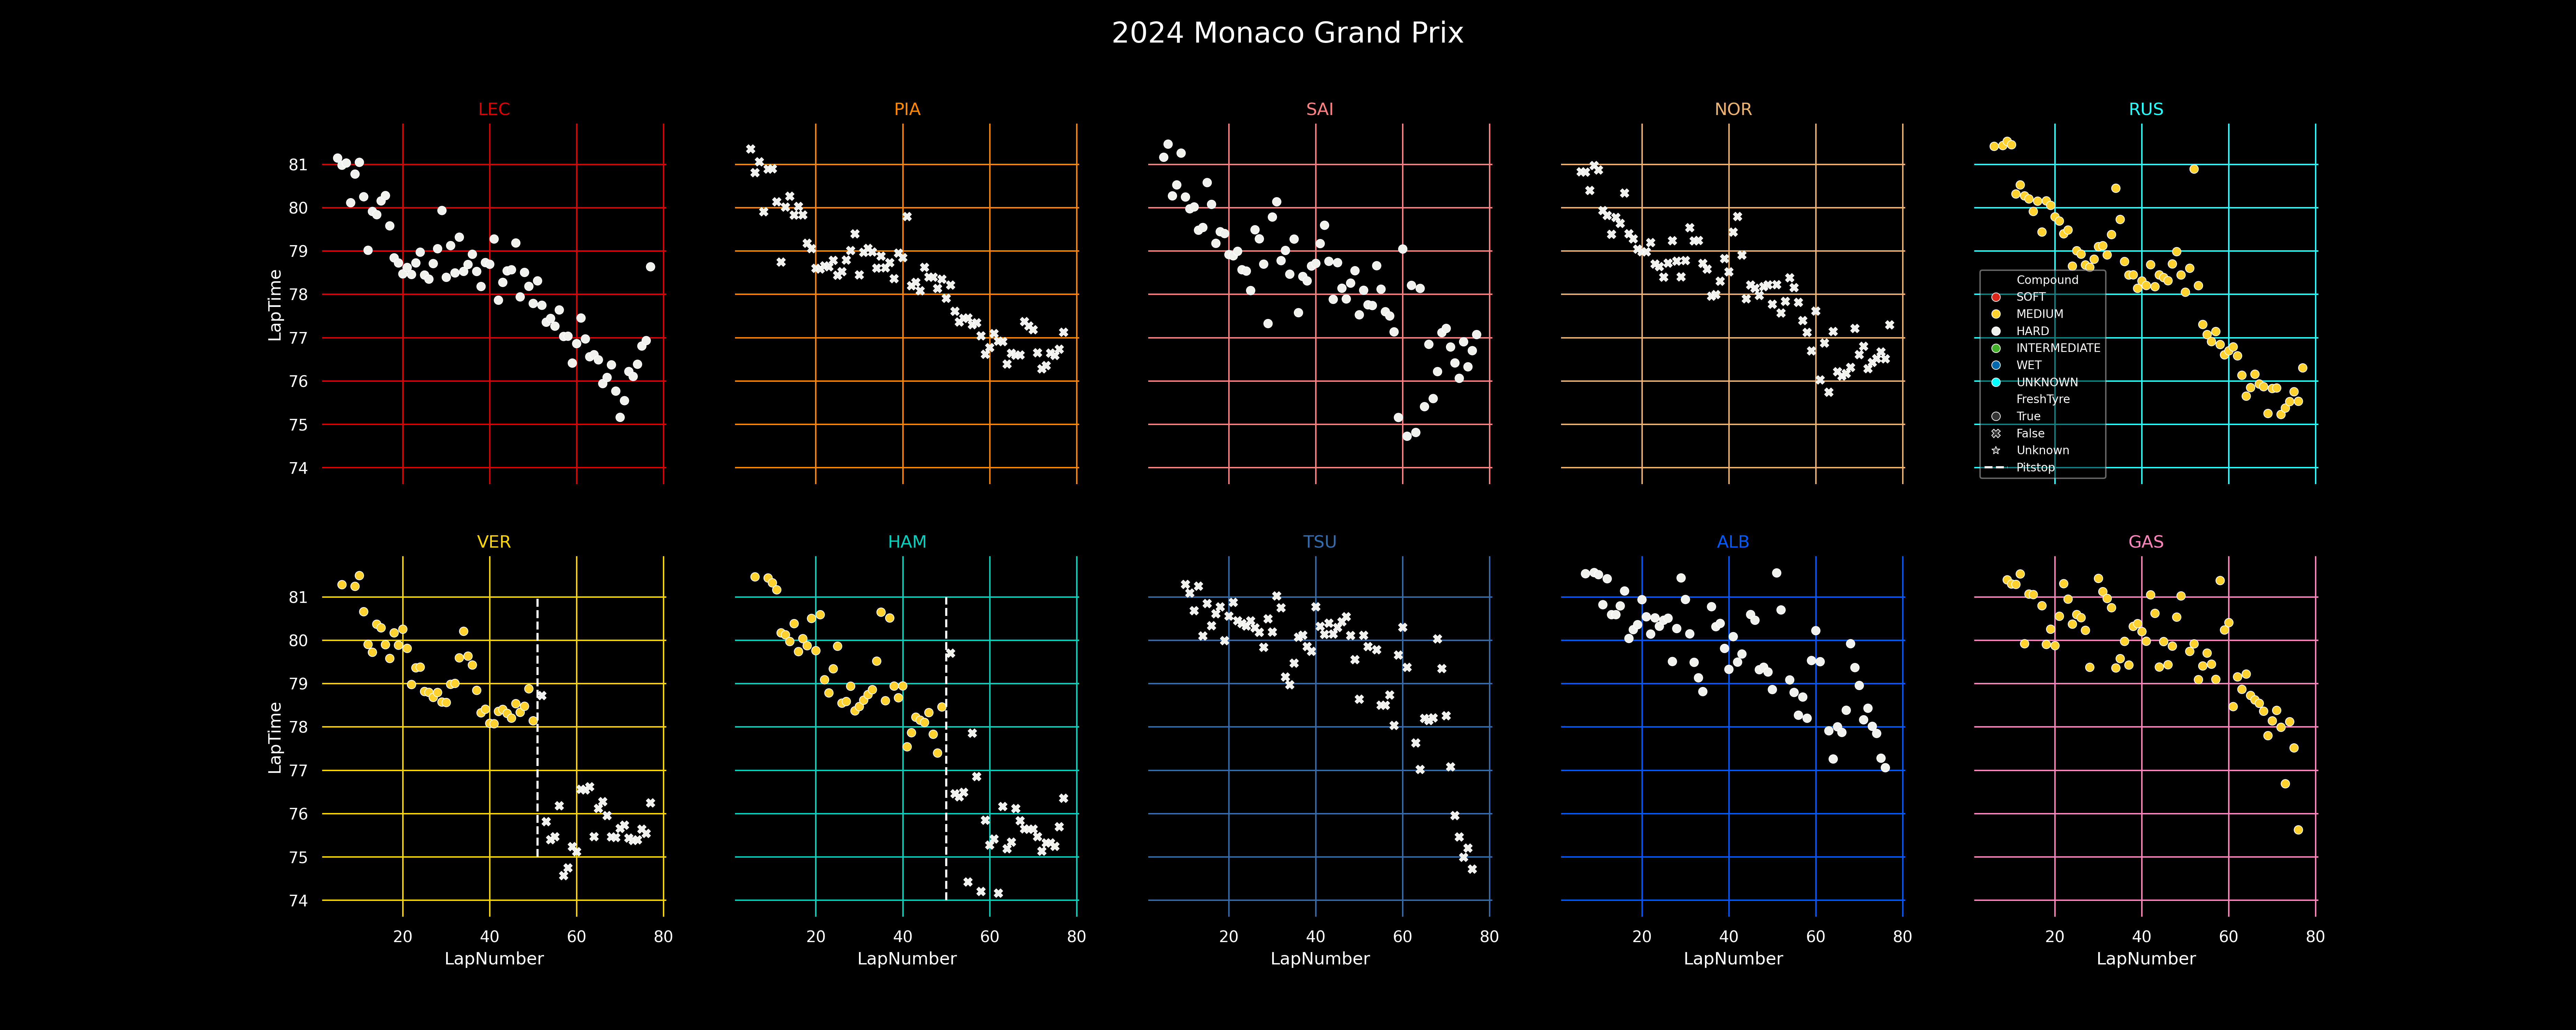 2024 Monaco Grand Prix
LEC
PIA
SAI
NOR
RUS
LapTime
81
80
79
78
77
76
75
74
Compound
SOFT
MEDIUM
HARD
INTERMEDIATE
WET
UNKNOWN
FreshTyre
True
False
Unknown
Pitstop
VER
HAM
TSU
ALB
GAS
LapTime
81
80
79
78
77
76
75
74
20 40 60 80
20 40 60 80
20 40 60 80
20 40 60 80
20 40 60 80
LapNumber
LapNumber
LapNumber
LapNumber
LapNumber